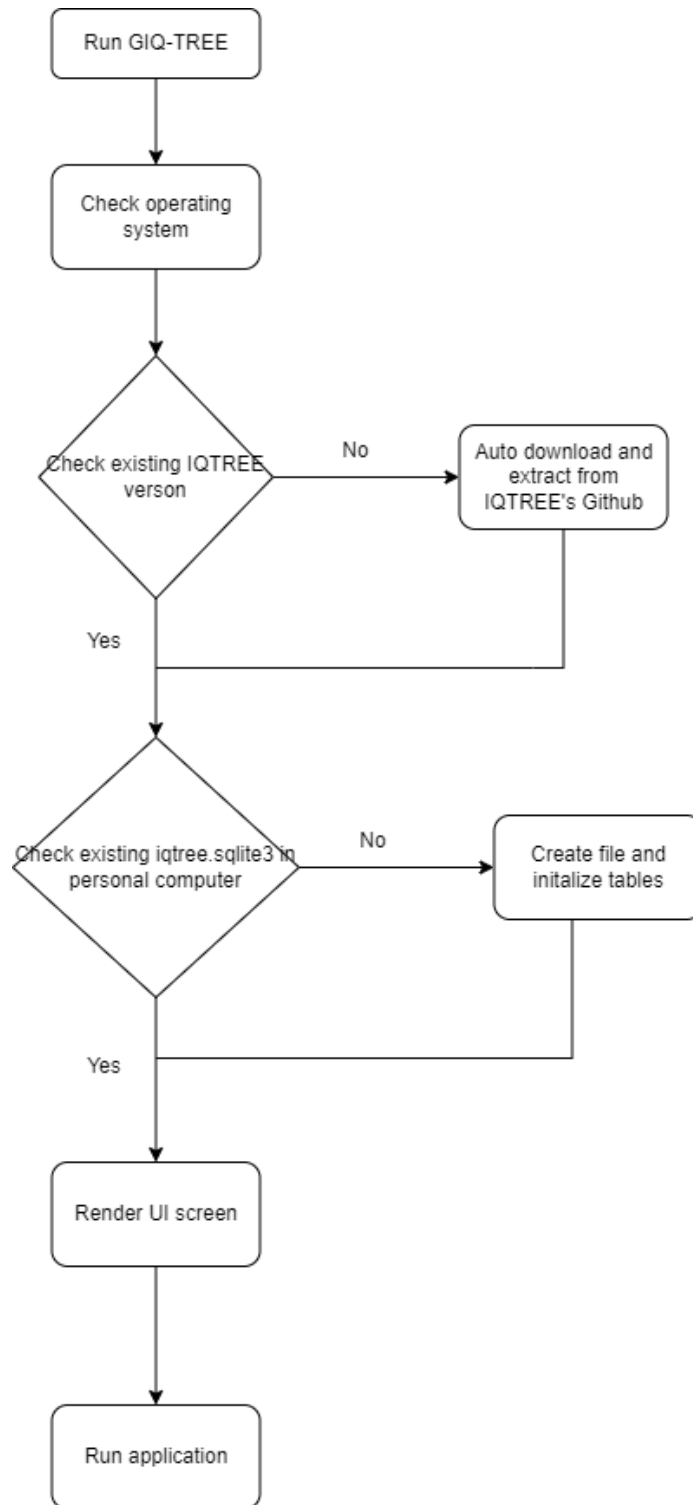 Run GIQ-TREE
Check operating
system
Check existing IQTREE
verson
No
Auto download and
extract from
IQTREE's Github
Yes
Check existing iqtree.sqlite3 in
personal computer
No
Create file and
initalize tables
Yes
Render UI screen
Run application